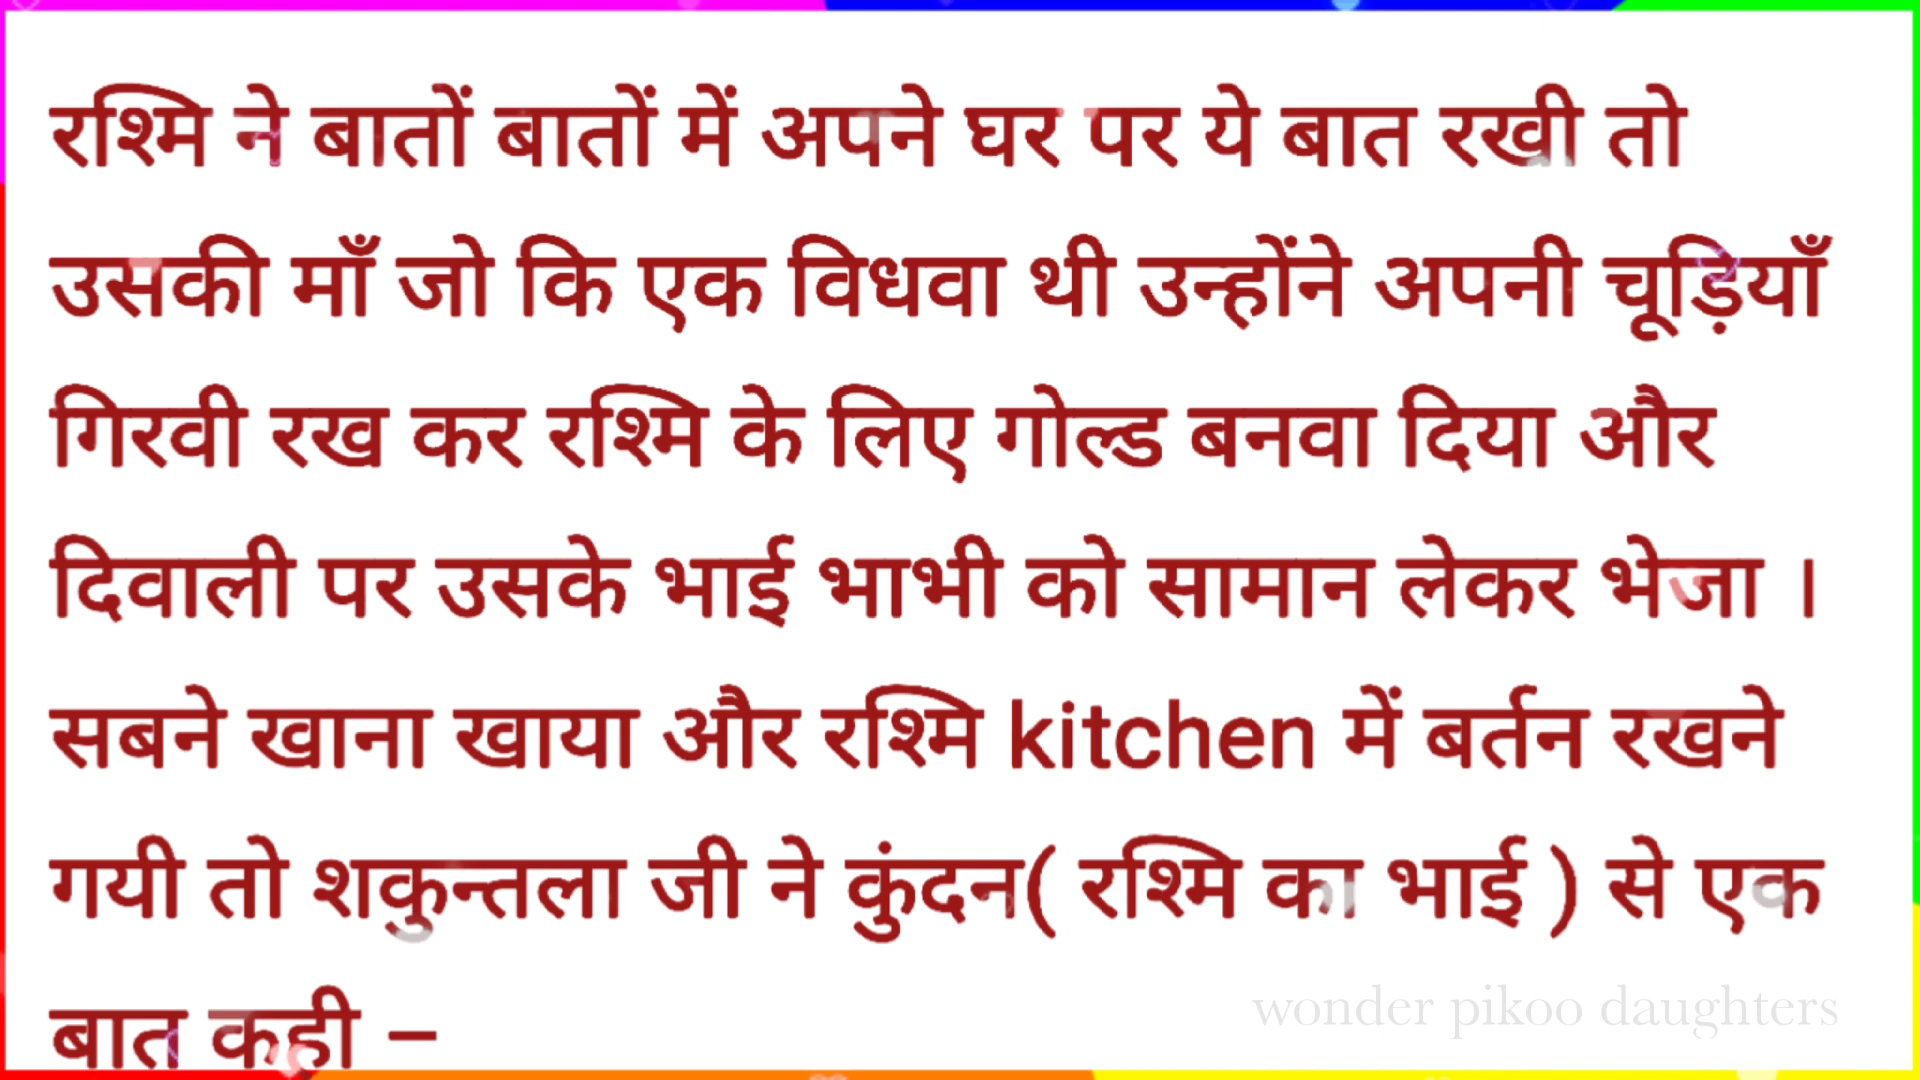 रश्मि ने बातों बातों में अपने घर पर ये बात रखी तो
उसकी माँ जो कि एक विधवा थी उन्होंने अपनी चूड़ियाँ
गिरवी रख कर रश्मि के लिए गोल्ड बनवा दिया और
दिवाली पर उसके भाई भाभी को सामान लेकर भेजा ।
सबने खाना खाया और रश्मि kitchen में बर्तन रखने
गयी तो शकुन्तला जी ने कुंदन( रश्मि का भाई ) से एक
बात कही –
wonder pikoo daughters